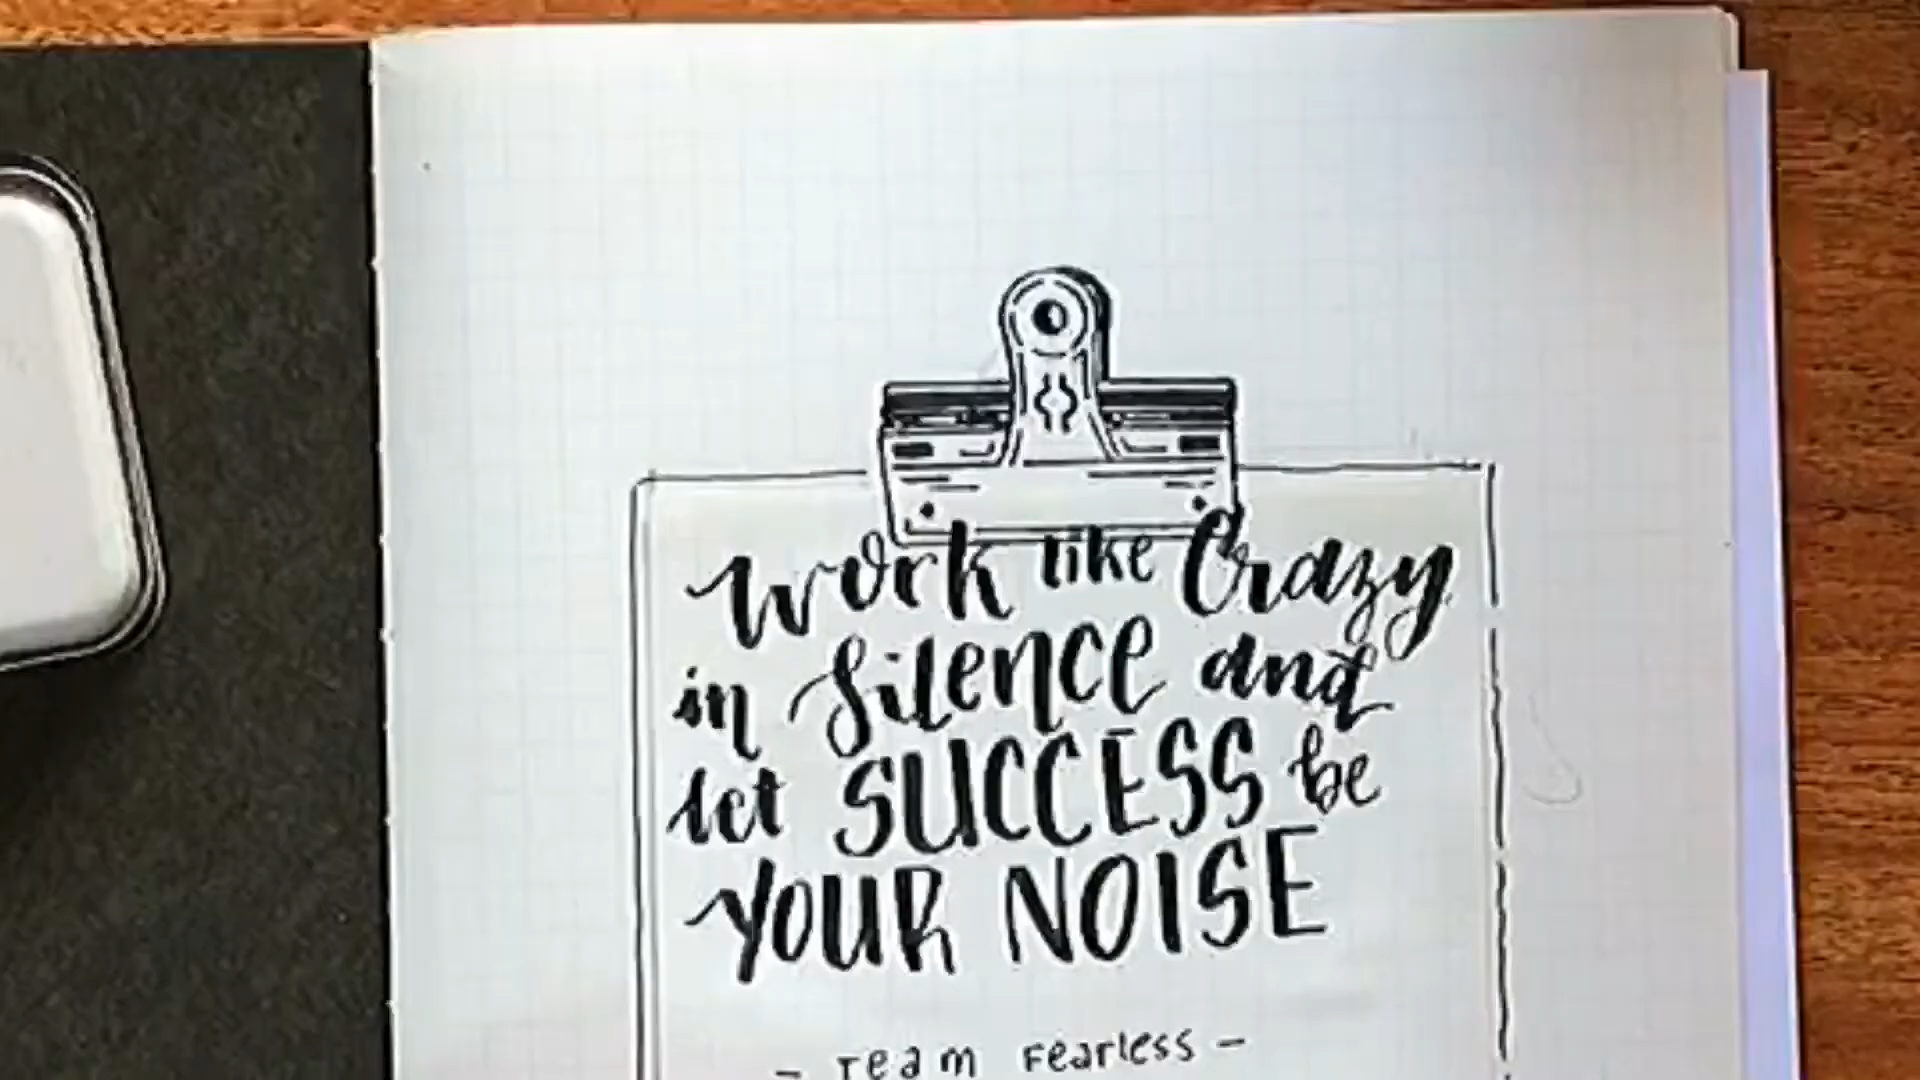 Work like Crazy
in Silence and
let SUCCESS be
YOUR NOISE
- Team Fearless -